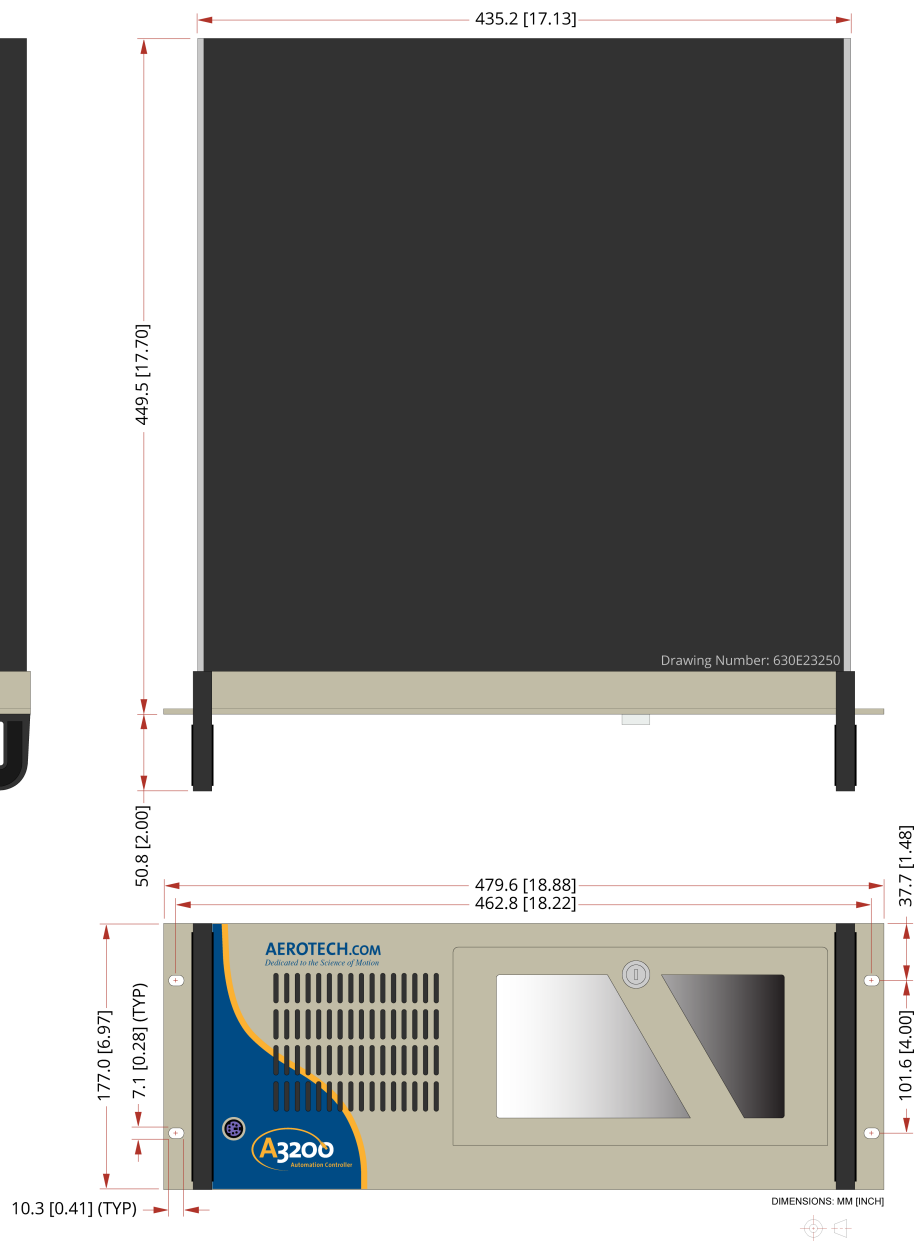 435.2 [17.13]
449.5 [17.70]
Drawing Number: 630E23250
50.8 [2.00]
37.7 [1.48]
479.6 [18.88]
462.8 [18.22]
AEROTECH.COM
Dedicated to the Science of Motion
177.0 [6.97]
7.1 [0.28] (TYP)
101.6 [4.00]
A3200
Automation Controller
10.3 [0.41] (TYP)
DIMENSIONS: MM [INCH]